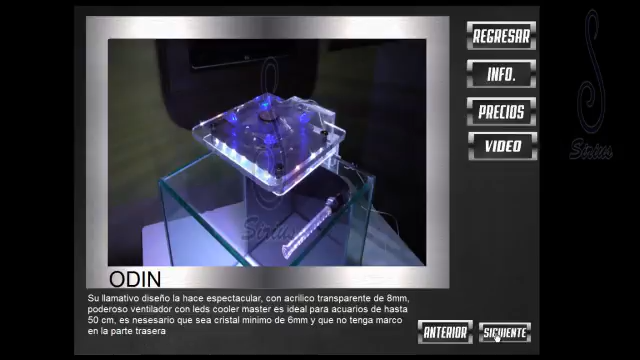 REGRESAR
INFO.
PRECIOS
VIDEO
Sirius
Sirius
ODIN
Su llamativo diseño la hace espectacular, con acrilico transparente de 8mm,
poderoso ventilador con leds cooler master es ideal para acuarios de hasta
50 cm, es nesesario que sea cristal minimo de 6mm y que no tenga marco
en la parte trasera
ANTERIOR
SIGUIENTE